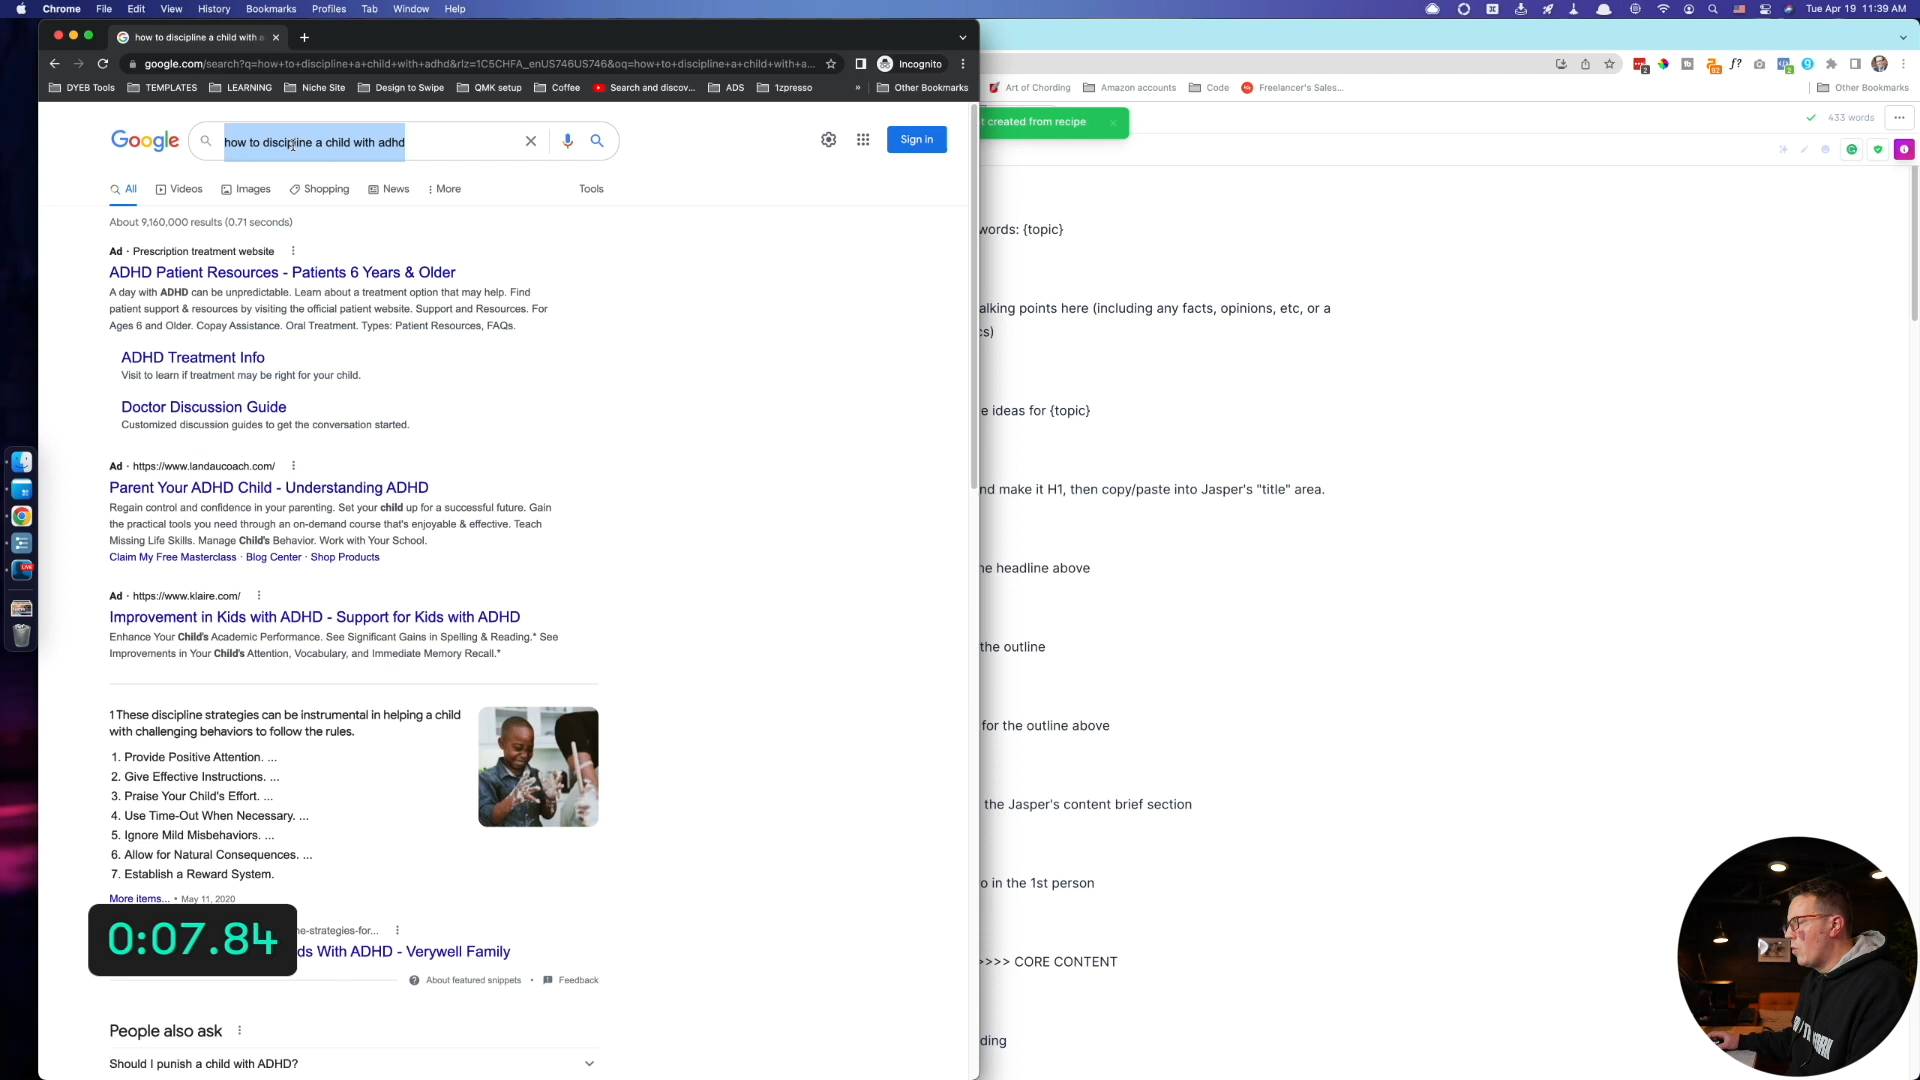 Chrome File Edit View History Bookmarks Profiles Tab Window Help
Tue Apr 19 11:39 AM
how to discipline a child with a
google.com/search?q=how+to+discipline+a+child+with+adhd&rlz=1C5CHFA_enUS746US746&oq=how+to+discipline+a+child+with+a...
Incognito
DYEB Tools TEMPLATES LEARNING Niche Site Design to Swipe QMK setup Coffee Search and discov... ADS 1zpresso » Other Bookmarks
Art of Chording Amazon accounts Code Freelancer's Sales... Other Bookmarks
Google
how to discipline a child with adhd
Sign in
All Videos Images Shopping News More Tools
About 9,160,000 results (0.71 seconds)
Ad · Prescription treatment website
ADHD Patient Resources - Patients 6 Years & Older
A day with ADHD can be unpredictable. Learn about a treatment option that may help. Find
patient support & resources by visiting the official patient website. Support and Resources. For
Ages 6 and Older. Copay Assistance. Oral Treatment. Types: Patient Resources, FAQs.
ADHD Treatment Info
Visit to learn if treatment may be right for your child.
Doctor Discussion Guide
Customized discussion guides to get the conversation started.
Ad · https://www.landaucoach.com/
Parent Your ADHD Child - Understanding ADHD
Regain control and confidence in your parenting. Set your child up for a successful future. Gain
the practical tools you need through an on-demand course that's enjoyable & effective. Teach
Missing Life Skills. Manage Child's Behavior. Work with Your School.
Claim My Free Masterclass · Blog Center · Shop Products
Ad · https://www.klaire.com/
Improvement in Kids with ADHD - Support for Kids with ADHD
Enhance Your Child's Academic Performance. See Significant Gains in Spelling & Reading.* See
Improvements in Your Child's Attention, Vocabulary, and Immediate Memory Recall.*
1 These discipline strategies can be instrumental in helping a child
with challenging behaviors to follow the rules.
1. Provide Positive Attention. ...
2. Give Effective Instructions. ...
3. Praise Your Child's Effort. ...
4. Use Time-Out When Necessary. ...
5. Ignore Mild Misbehaviors. ...
6. Allow for Natural Consequences. ...
7. Establish a Reward System.
More items... • May 11, 2020
ne-strategies-for...
ds With ADHD - Verywell Family
0:07.84
About featured snippets • Feedback
People also ask
Should I punish a child with ADHD?
t created from recipe
433 words
words: {topic}
alking points here (including any facts, opinions, etc, or a
cs)
e ideas for {topic}
nd make it H1, then copy/paste into Jasper's "title" area.
he headline above
the outline
for the outline above
the Jasper's content brief section
o in the 1st person
>>>> CORE CONTENT
ding
LIVE